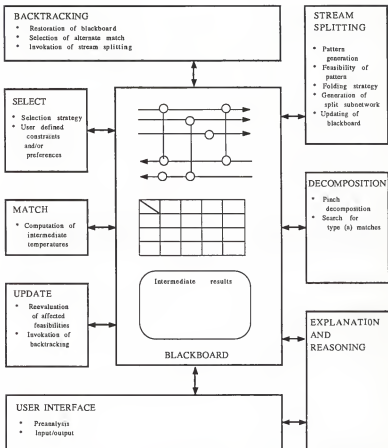 BACKTRACKING
* Restoration of blackboard
* Selection of alternate match
* Invokation of stream splitting
STREAM
SPLITTING
* Pattern
generation
* Feasibility of
pattern
* Folding strategy
* Generation of
split subnetwork
* Updating of
blackboard
SELECT
* Selection strategy
* User defined
constraints
and/or
preferences
MATCH
* Computation of
intermediate
temperatures
UPDATE
* Reevaluation
of affected
feasibilities
* Invokation of
backtracking
Intermediate results
BLACKBOARD
DECOMPOSITION
* Pinch
decomposition
* Search for
type (a) matches
EXPLANATION
AND
REASONING
USER INTERFACE
* Preanalysis
* Input/output